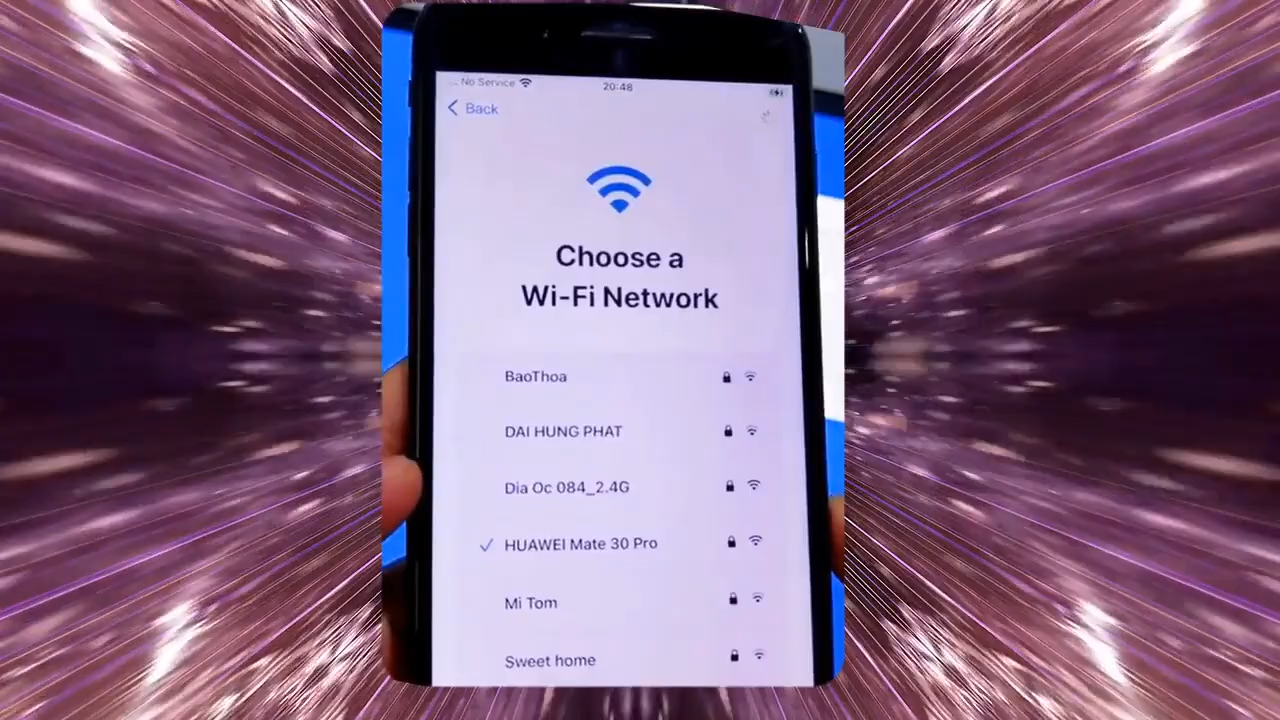 No Service
20:48
Back
Choose a
Wi-Fi Network
BaoThoa
DAI HUNG PHAT
Dia Oc 084_2.4G
HUAWEI Mate 30 Pro
Mi Tom
Sweet home